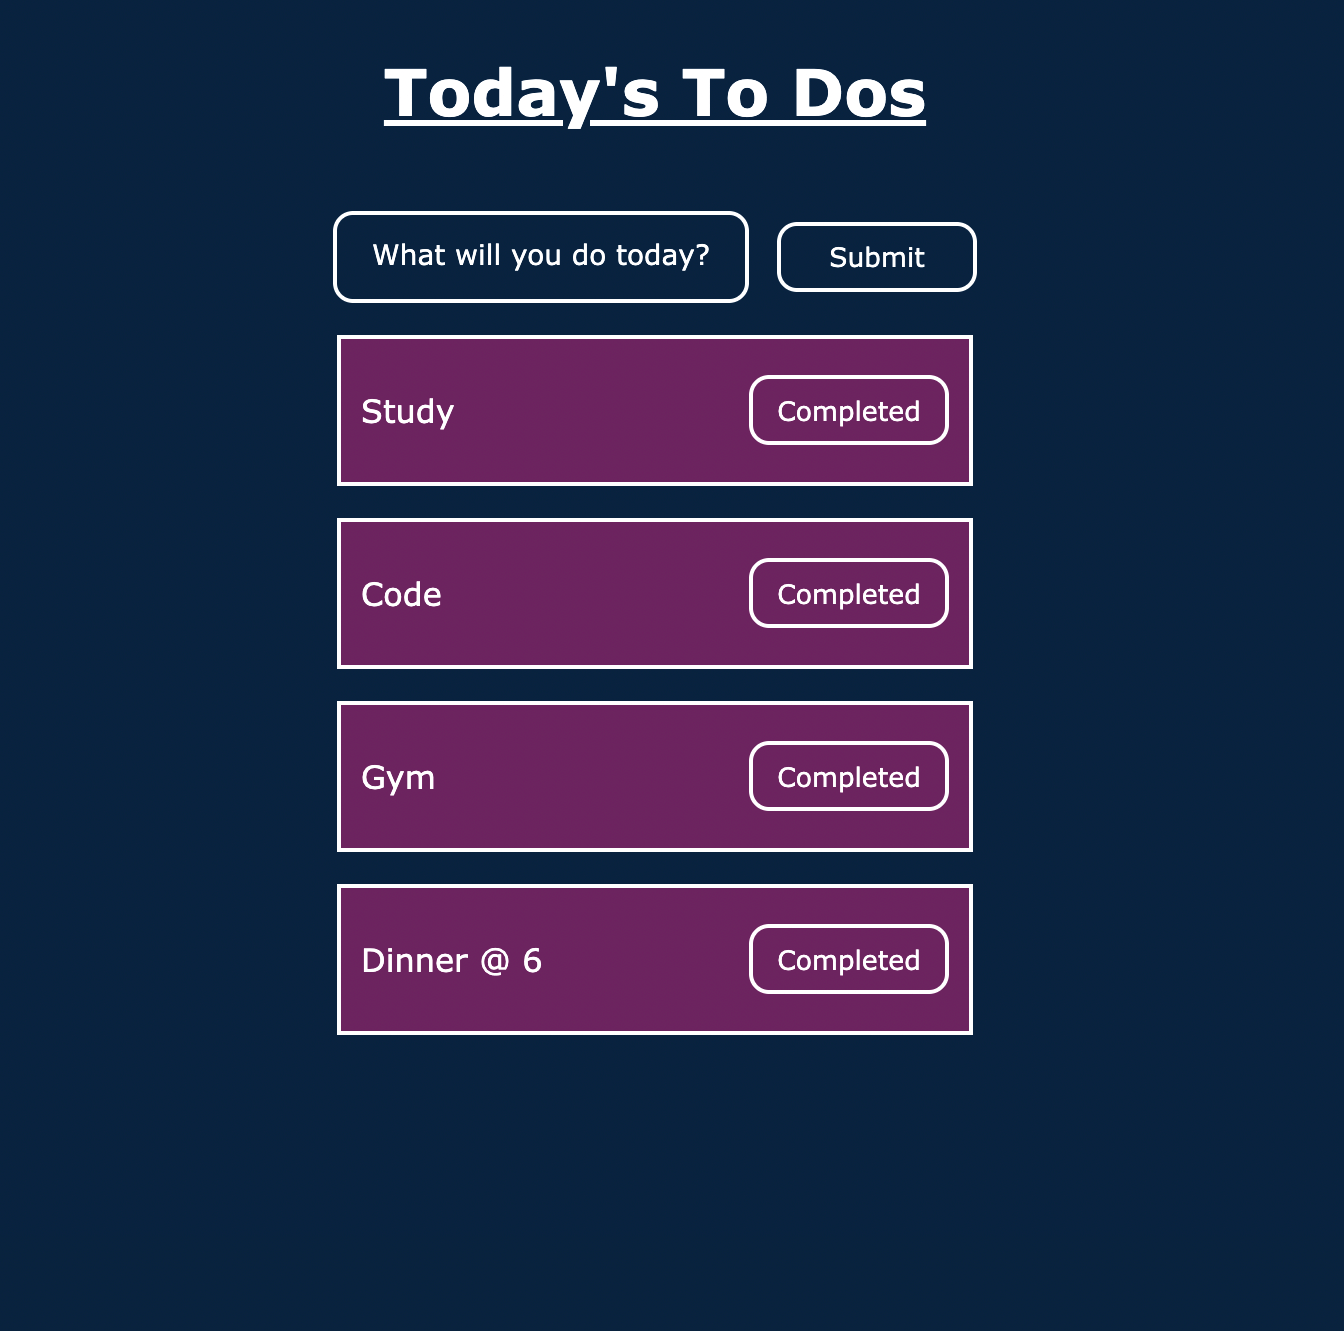 Today's To Dos
What will you do today? Submit
Study Completed
Code Completed
Gym Completed
Dinner @ 6 Completed